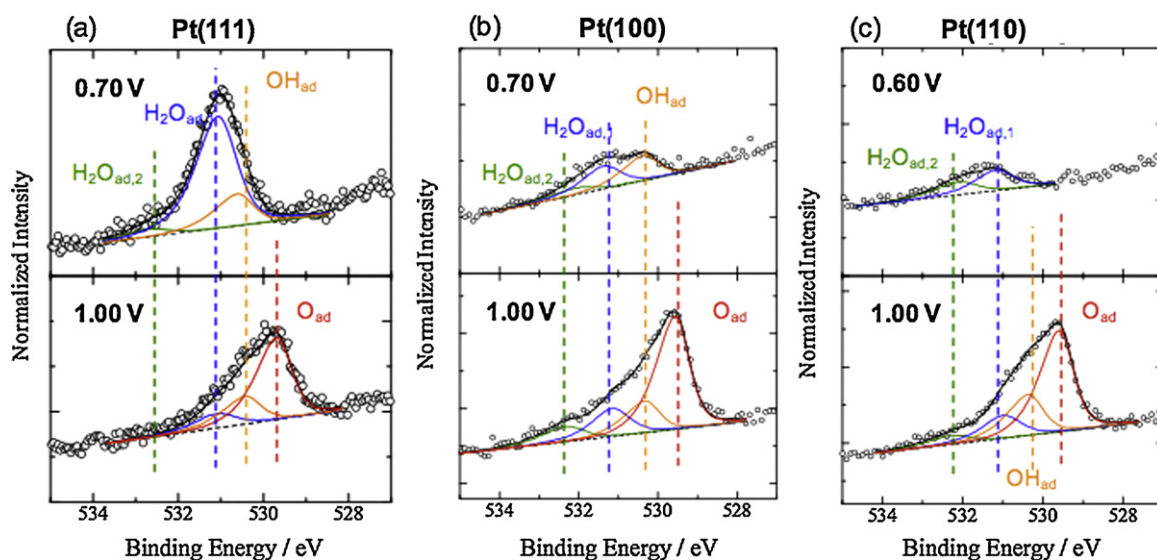 (a) Pt(111)
0.70 V
OHad
H2Oad
H2Oad,2
1.00 V
Oad
Normalized Intensity
534 532 530 528
Binding Energy / eV
(b) Pt(100)
0.70 V
OHad
H2Oad,1
H2Oad,2
1.00 V
Oad
Normalized Intensity
534 532 530 528
Binding Energy / eV
(c) Pt(110)
0.60 V
H2Oad,1
H2Oad,2
1.00 V
Oad
OHad
Normalized Intensity
534 532 530 528
Binding Energy / eV